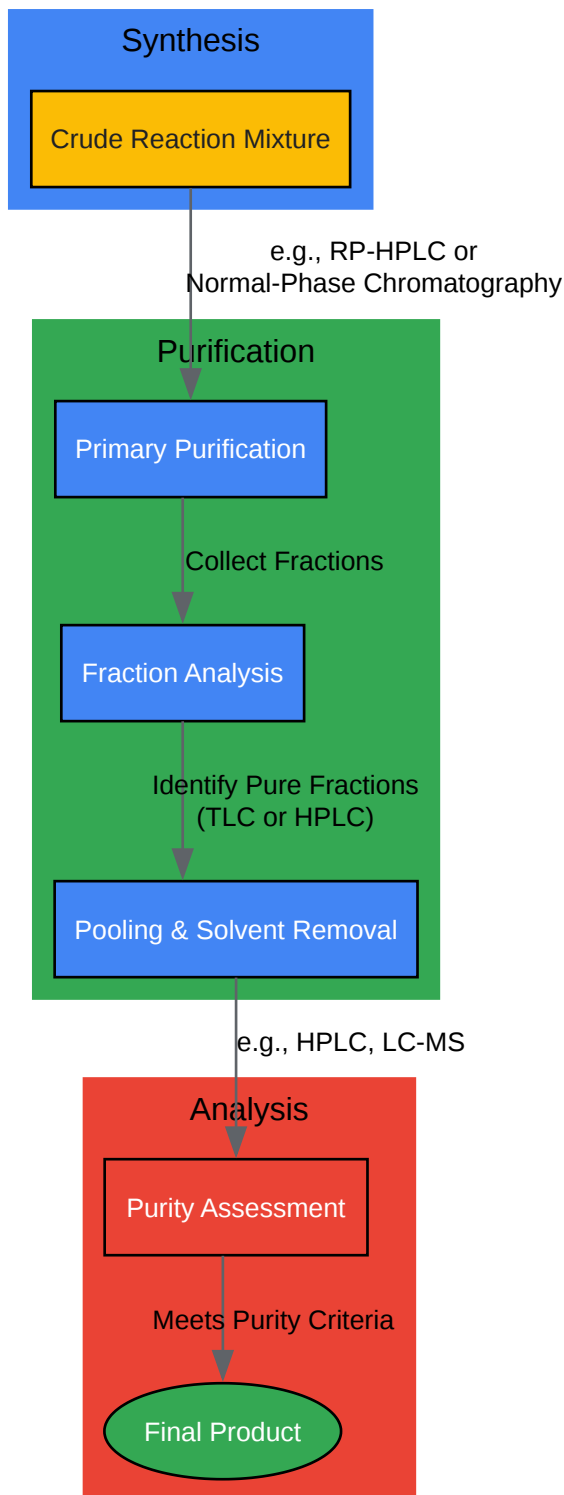 Synthesis
Crude Reaction Mixture
e.g., RP-HPLC or
Normal-Phase Chromatography
Purification
Primary Purification
Collect Fractions
Fraction Analysis
Identify Pure Fractions
(TLC or HPLC)
Pooling & Solvent Removal
e.g., HPLC, LC-MS
Analysis
Purity Assessment
Meets Purity Criteria
Final Product